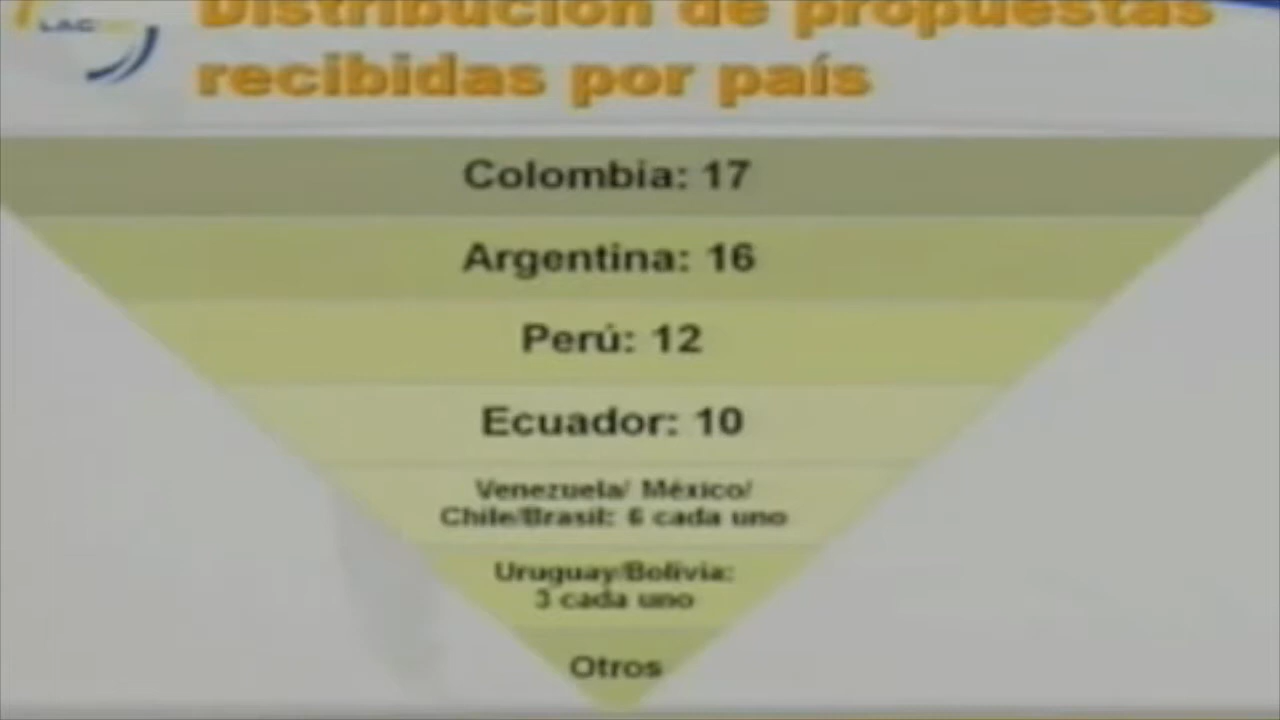 LAC
Distribución de propuestas
recibidas por país
Colombia: 17
Argentina: 16
Perú: 12
Ecuador: 10
Venezuela/ México/
Chile/Brasil: 6 cada uno
Uruguay/Bolivia:
3 cada uno
Otros